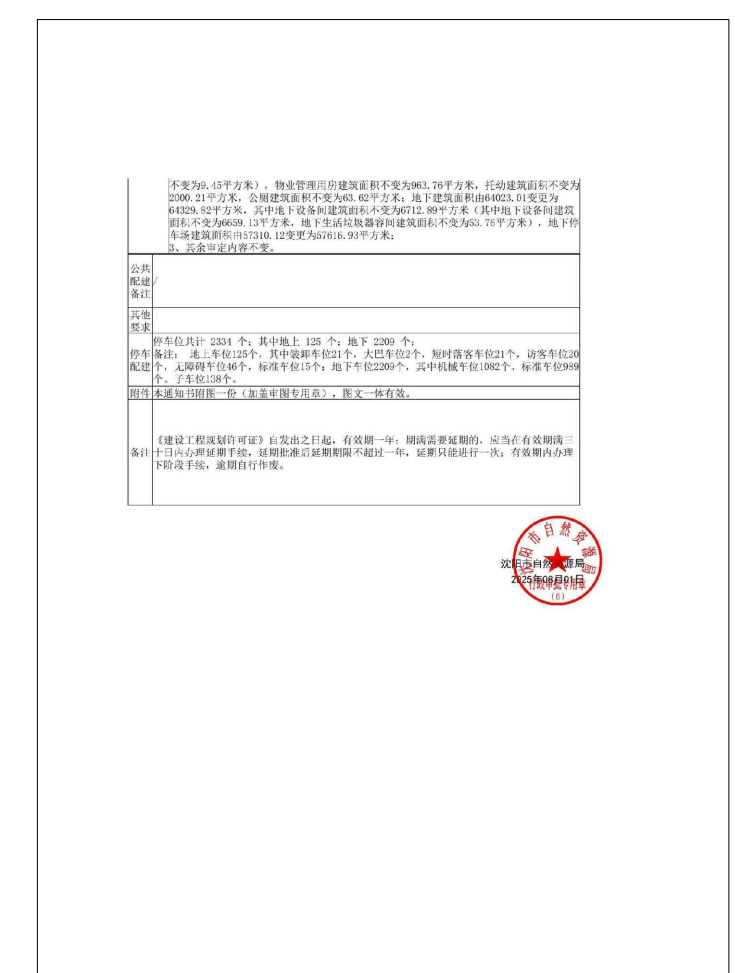 不变为9.45平方米），物业管理用房建筑面积不变为963.76平方米，托幼建筑面积不变为
2000.21平方米，公厕建筑面积不变为63.62平方米；地下建筑面积由64023.01变更为
64329.82平方米，其中地下设备间建筑面积不变为6712.89平方米（其中地下设备间建筑
面积不变为6659.13平方米，地下生活垃圾器容间建筑面积不变为53.76平方米），地下停
车场建筑面积由57310.12变更为57616.93平方米；
3、其余审定内容不变。
公共
配建
备注
/
其他
要求
停车
配建
停车位共计 2334 个；其中地上 125 个；地下 2209 个；
备注： 地上车位125个，其中装卸车位21个，大巴车位2个，短时落客车位21个，访客车位20
个，无障碍车位46个，标准车位15个；地下车位2209个，其中机械车位1082个、标准车位989
个、子车位138个。
附件
本通知书附图一份（加盖审图专用章），图文一体有效。
备注
《建设工程规划许可证》自发出之日起，有效期一年；期满需要延期的，应当在有效期满三
十日内办理延期手续，延期批准后延期期限不超过一年，延期只能进行一次；有效期内办理
下阶段手续，逾期自行作废。
沈阳市自然资源局
沈阳市自然资源局
2025年08月01日
行政审批专用章
（6）